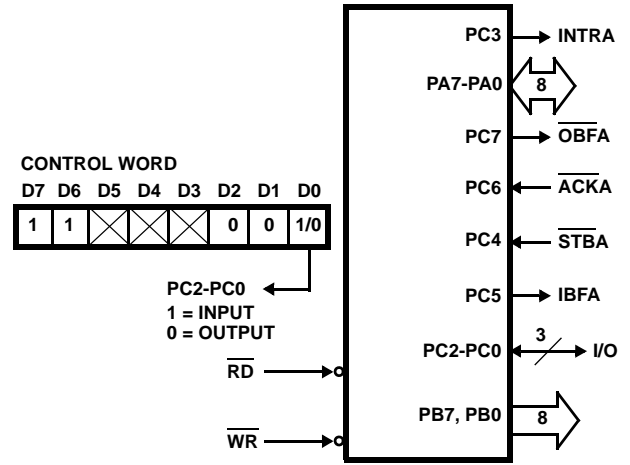 PC3 INTRA
PA7-PA0 8
PC7 OBFA
CONTROL WORD
D7 D6 D5 D4 D3 D2 D1 D0
1 1 0 0 1/0
PC6 ACKA
PC4 STBA
PC2-PC0
1 = INPUT
0 = OUTPUT
PC5 IBFA
PC2-PC0 3 I/O
RD
PB7, PB0 8
WR